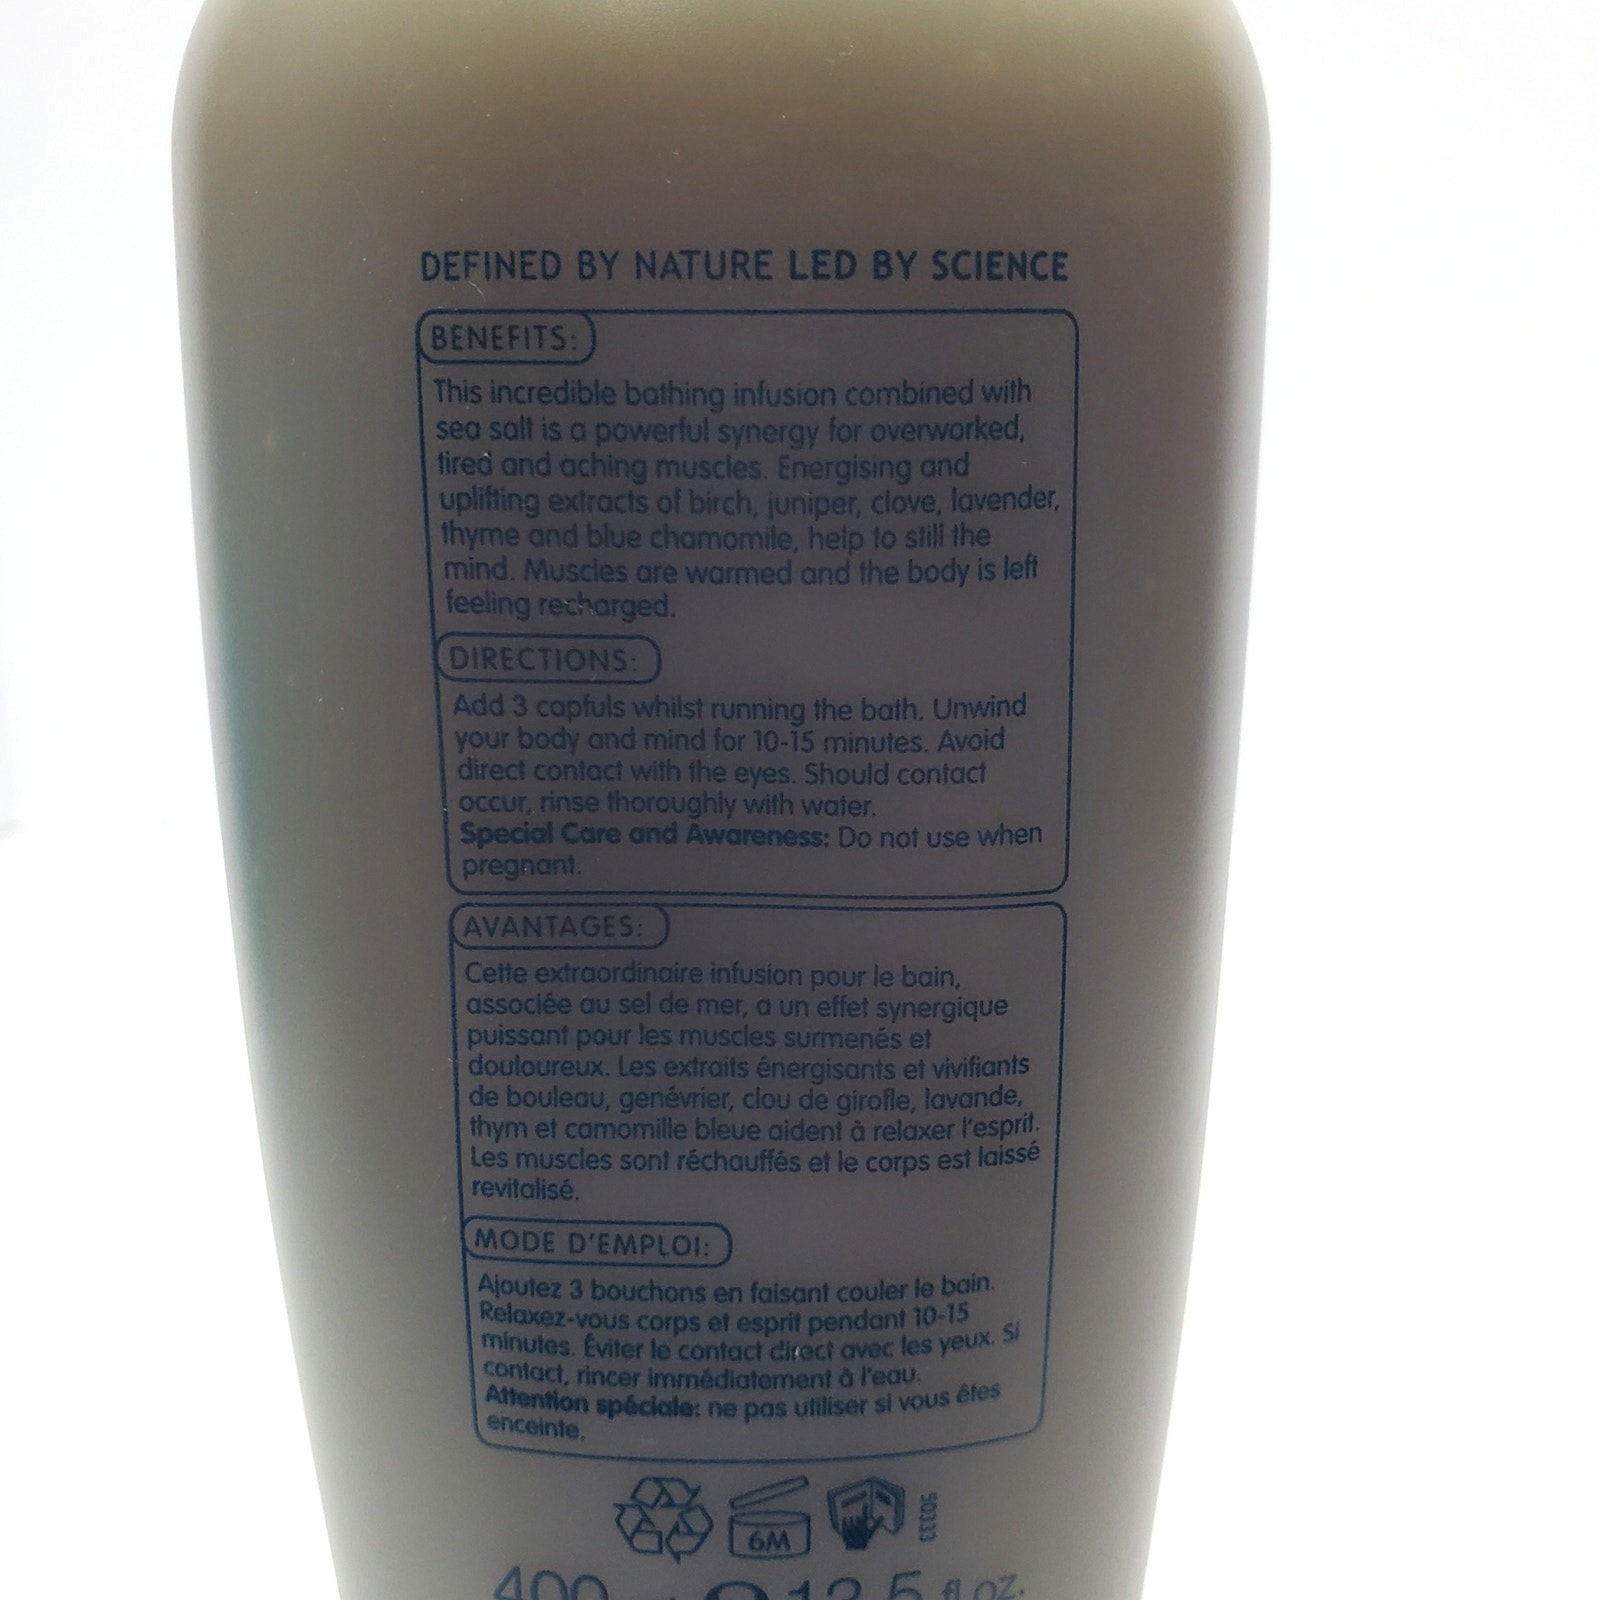 DEFINED BY NATURE LED BY SCIENCE
BENEFITS:
This incredible bathing infusion combined with
sea salt is a powerful synergy for overworked,
tired and aching muscles. Energising and
uplifting extracts of birch, juniper, clove, lavender,
thyme and blue chamomile, help to still the
mind. Muscles are warmed and the body is left
feeling recharged.
DIRECTIONS:
Add 3 capfuls whilst running the bath. Unwind
your body and mind for 10-15 minutes. Avoid
direct contact with the eyes. Should contact
occur, rinse thoroughly with water.
Special Care and Awareness: Do not use when
pregnant.
AVANTAGES:
Cette extraordinaire infusion pour le bain,
associée au sel de mer, a un effet synergique
puissant pour les muscles surmenés et
douloureux. Les extraits énergisants et vivifiants
de bouleau, genévrier, clou de girofle, lavande,
thym et camomille bleue aident à relaxer l'esprit.
Les muscles sont réchauffés et le corps est laissé
revitalisé.
MODE D'EMPLOI:
Ajoutez 3 bouchons en faisant couler le bain.
Relaxez-vous corps et esprit pendant 10-15
minutes. Éviter le contact direct avec les yeux. Si
contact, rincer immédiatement à l'eau.
Attention spéciale: ne pas utiliser si vous êtes
enceinte.
6M
50333
400 12.5 fl.oz.